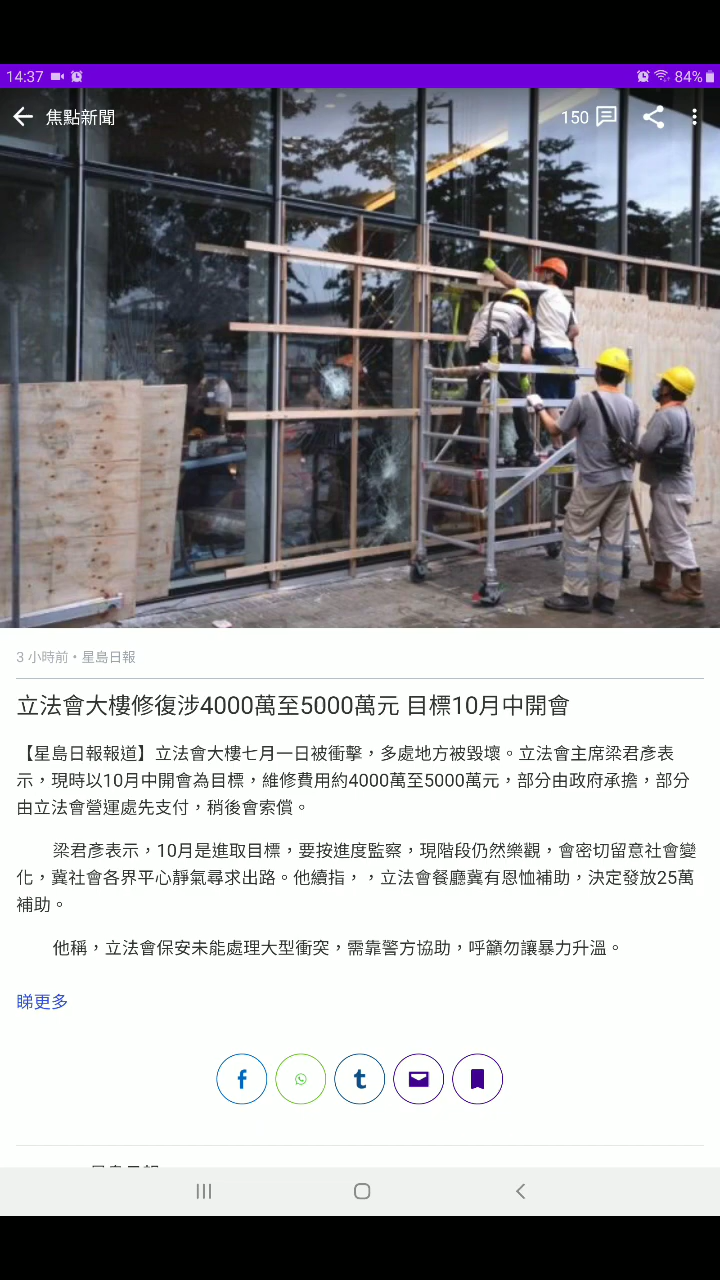 14:37
84%
焦點新聞
150
3 小時前・星島日報
立法會大樓修復涉4000萬至5000萬元 目標10月中開會
【星島日報報道】立法會大樓七月一日被衝擊，多處地方被毀壞。立法會主席梁君彥表
示，現時以10月中開會為目標，維修費用約4000萬至5000萬元，部分由政府承擔，部分
由立法會營運處先支付，稍後會索償。
梁君彥表示，10月是進取目標，要按進度監察，現階段仍然樂觀，會密切留意社會變
化，冀社會各界平心靜氣尋求出路。他續指，，立法會餐廳冀有恩恤補助，決定發放25萬
補助。
他稱，立法會保安未能處理大型衝突，需靠警方協助，呼籲勿讓暴力升溫。
睇更多
f
t